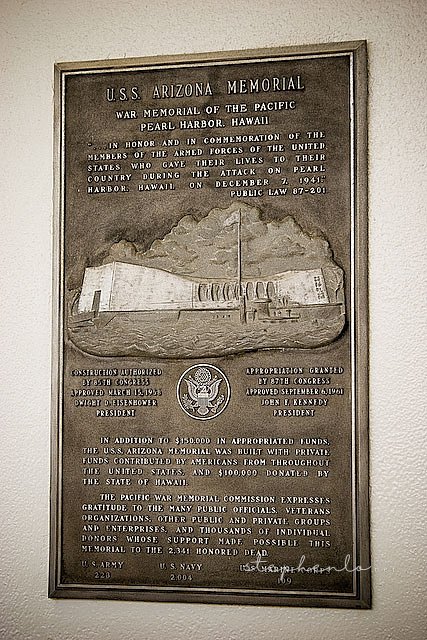 U.S.S. ARIZONA MEMORIAL
WAR MEMORIAL OF THE PACIFIC
PEARL HARBOR, HAWAII
IN HONOR AND IN COMMEMORATION OF THE
MEMBERS OF THE ARMED FORCES OF THE UNITED
STATES WHO GAVE THEIR LIVES TO THEIR
COUNTRY DURING THE ATTACK ON PEARL
HARBOR, HAWAII, ON DECEMBER 7, 1941.
PUBLIC LAW 87-201
CONSTRUCTION AUTHORIZED
BY 85TH CONGRESS
APPROVED MARCH 15, 1958
DWIGHT D. EISENHOWER
PRESIDENT
APPROPRIATION GRANTED
BY 87TH CONGRESS
APPROVED SEPTEMBER 6, 1961
JOHN F. KENNEDY
PRESIDENT
IN ADDITION TO $150,000 IN APPROPRIATED FUNDS,
THE U.S.S. ARIZONA MEMORIAL WAS BUILT WITH PRIVATE
FUNDS CONTRIBUTED BY AMERICANS FROM THROUGHOUT
THE UNITED STATES, AND $100,000 DONATED BY
THE STATE OF HAWAII.
THE PACIFIC WAR MEMORIAL COMMISSION EXPRESSES
GRATITUDE TO THE MANY PUBLIC OFFICIALS, VETERANS
ORGANIZATIONS, OTHER PUBLIC AND PRIVATE GROUPS
AND ENTERPRISES, AND THOUSANDS OF INDIVIDUAL
DONORS WHOSE SUPPORT MADE POSSIBLE THIS
MEMORIAL TO THE 2,341 HONORED DEAD.
U.S. ARMY
228
U.S. NAVY
2,004
109
stephenlo